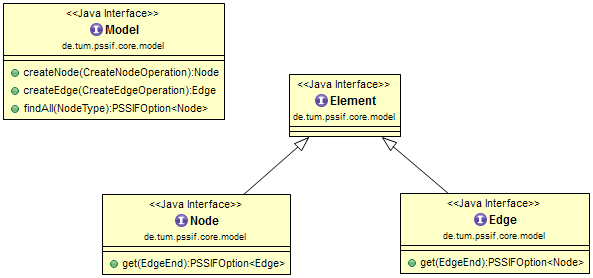 <<Java Interface>>
I Model
de.tum.pssif.core.model
createNode(CreateNodeOperation):Node
createEdge(CreateEdgeOperation):Edge
findAll(NodeType):PSSIFOption<Node>
<<Java Interface>>
I Element
de.tum.pssif.core.model
<<Java Interface>>
I Node
de.tum.pssif.core.model
get(EdgeEnd):PSSIFOption<Edge>
<<Java Interface>>
I Edge
de.tum.pssif.core.model
get(EdgeEnd):PSSIFOption<Node>